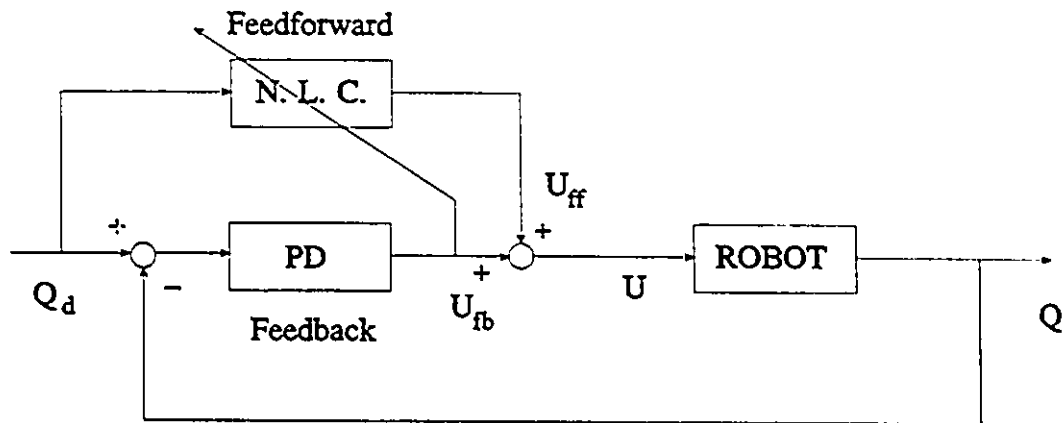 Feedforward
N. L. C.
U_ff
+
+
PD
+
ROBOT
−
Q_d
U_fb
U
Q
Feedback